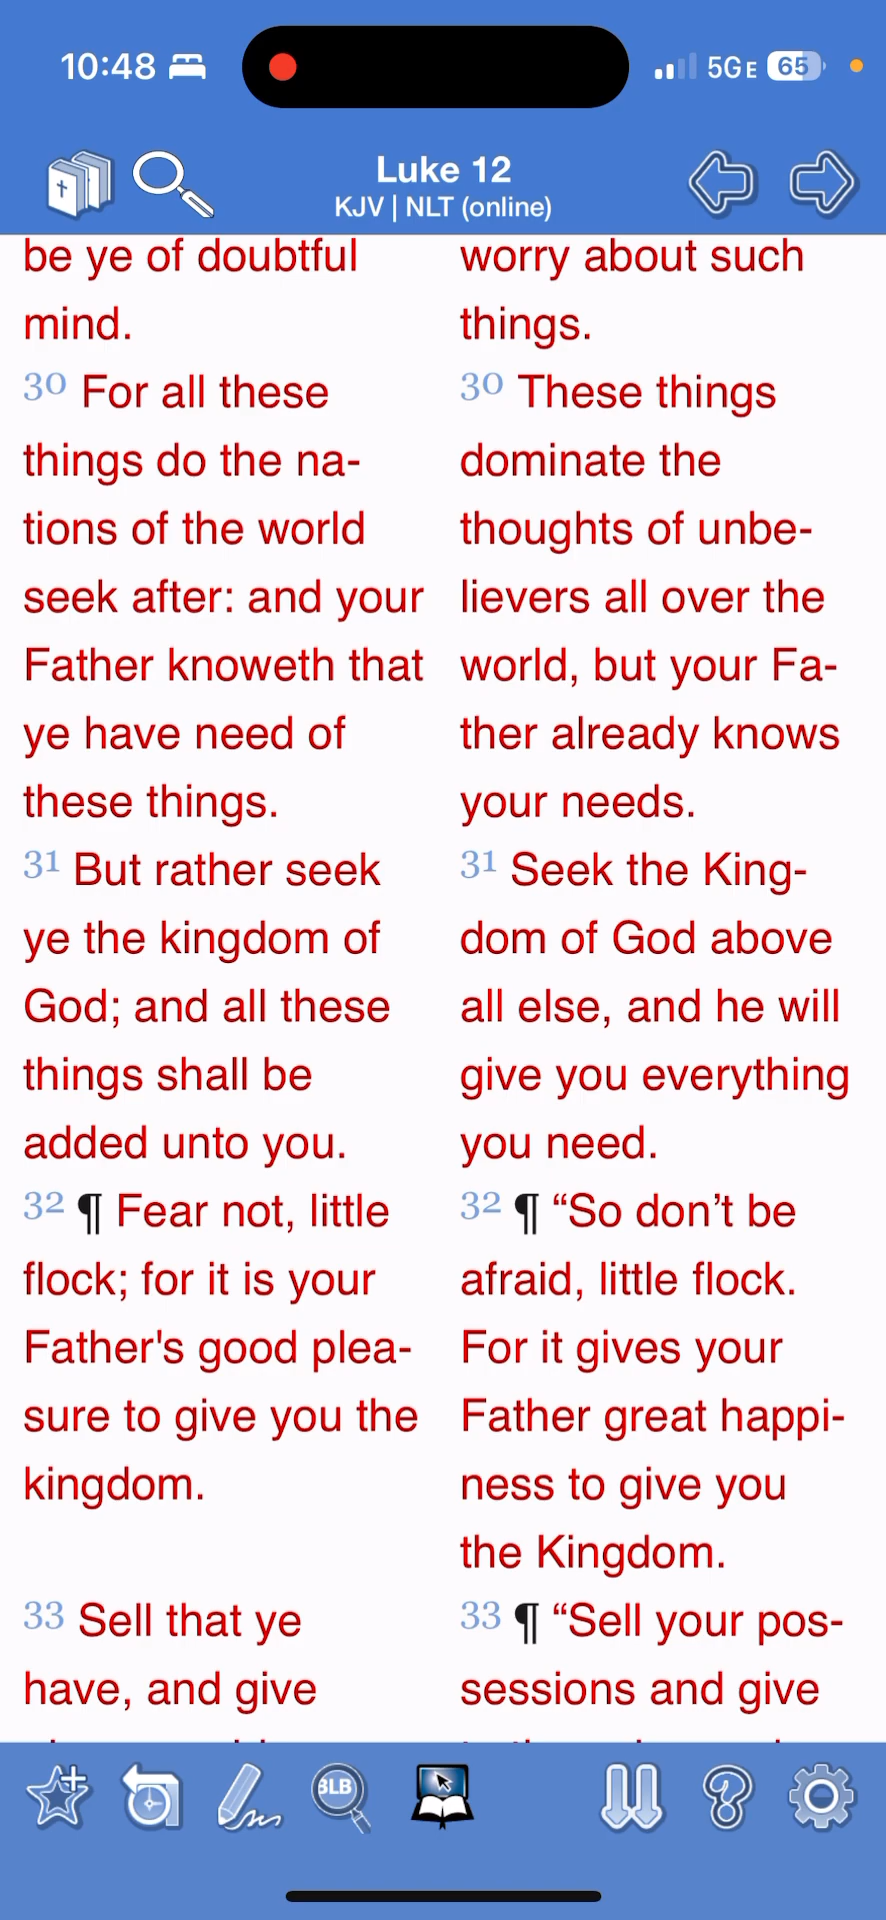 10:48
5GE 65
Luke 12
KJV | NLT (online)
be ye of doubtful
mind.
30 For all these
things do the na-
tions of the world
seek after: and your
Father knoweth that
ye have need of
these things.
31 But rather seek
ye the kingdom of
God; and all these
things shall be
added unto you.
32 ¶ Fear not, little
flock; for it is your
Father's good plea-
sure to give you the
kingdom.
33 Sell that ye
have, and give
worry about such
things.
30 These things
dominate the
thoughts of unbe-
lievers all over the
world, but your Fa-
ther already knows
your needs.
31 Seek the King-
dom of God above
all else, and he will
give you everything
you need.
32 ¶ “So don’t be
afraid, little flock.
For it gives your
Father great happi-
ness to give you
the Kingdom.
33 ¶ “Sell your pos-
sessions and give
BLB